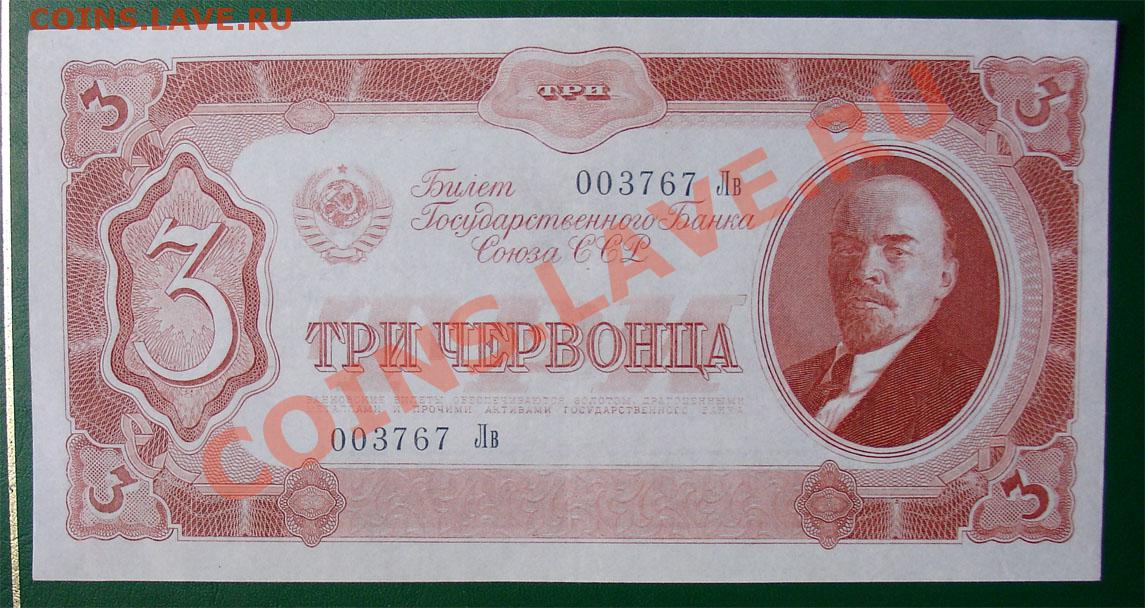 COINS.LAVE.RU
3 ТРИ 3
Билет 003767 Лв
Государственного Банка
Союза ССР
3
ТРИ
ТРИ ЧЕРВОНЦА
БАНКОВСКИЕ БИЛЕТЫ ОБЕСПЕЧИВАЮТСЯ ЗОЛОТОМ, ДРАГОЦЕННЫМИ
МЕТАЛЛАМИ И ПРОЧИМИ АКТИВАМИ ГОСУДАРСТВЕННОГО БАНКА
003767 Лв
3 3
COINS.LAVE.RU